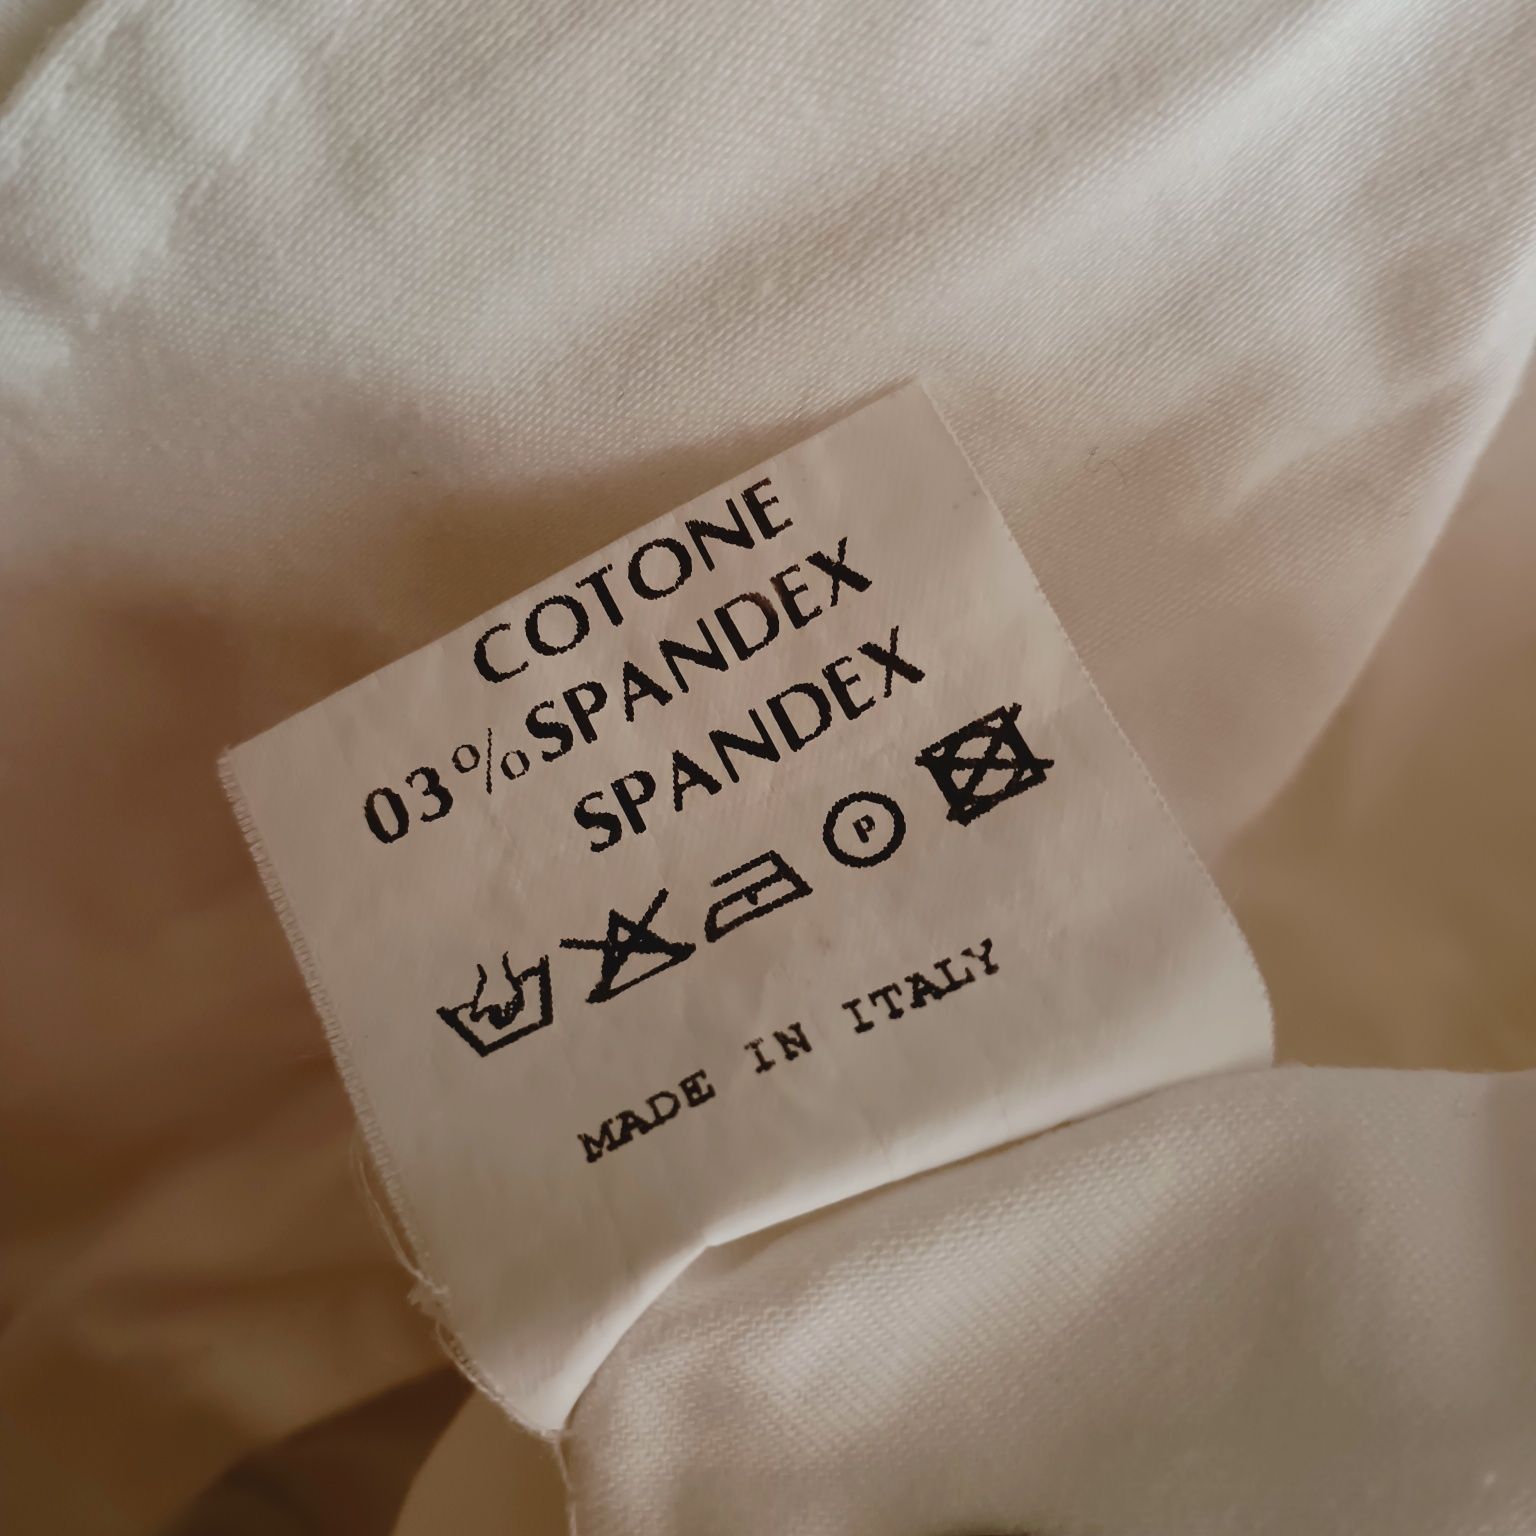 COTONE
03%SPANDEX
SPANDEX
P
MADE IN ITALY